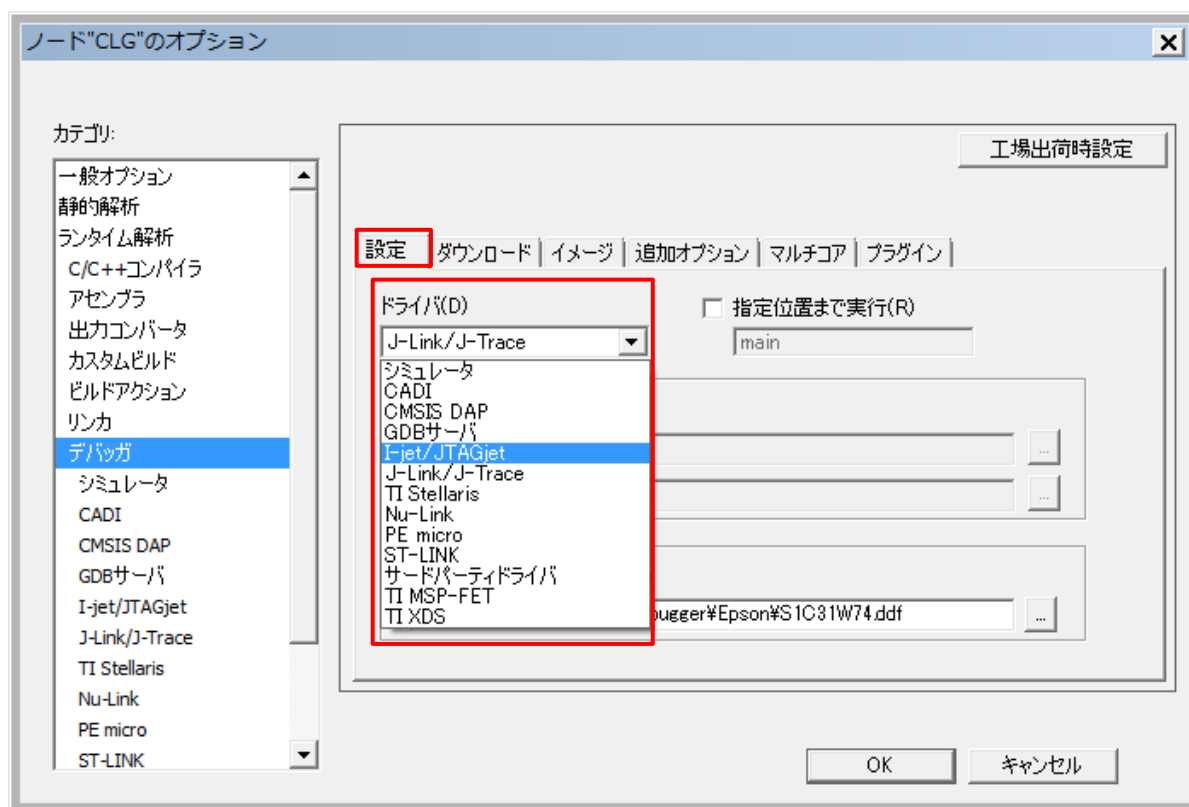 ノード"CLG"のオプション
カテゴリ:
一般オプション
静的解析
ランタイム解析
C/C++コンパイラ
アセンブラ
出力コンバータ
カスタムビルド
ビルドアクション
リンカ
デバッガ
シミュレータ
CADI
CMSIS DAP
GDBサーバ
I-jet/JTAGjet
J-Link/J-Trace
TI Stellaris
Nu-Link
PE micro
ST-LINK
工場出荷時設定
設定 ダウンロード イメージ 追加オプション マルチコア プラグイン
ドライバ(D)
J-Link/J-Trace
シミュレータ
CADI
CMSIS DAP
GDBサーバ
I-jet/JTAGjet
J-Link/J-Trace
TI Stellaris
Nu-Link
PE micro
ST-LINK
サードパーティドライバ
TI MSP-FET
TI XDS
指定位置まで実行(R)
main
...
...
bugger¥Epson¥S1C31W74.ddf
...
OK キャンセル